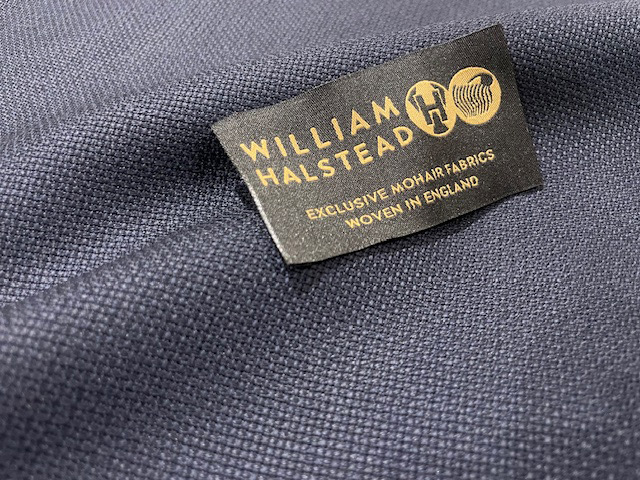 WILLIAM
HALSTEAD
H
EXCLUSIVE MOHAIR FABRICS
WOVEN IN ENGLAND